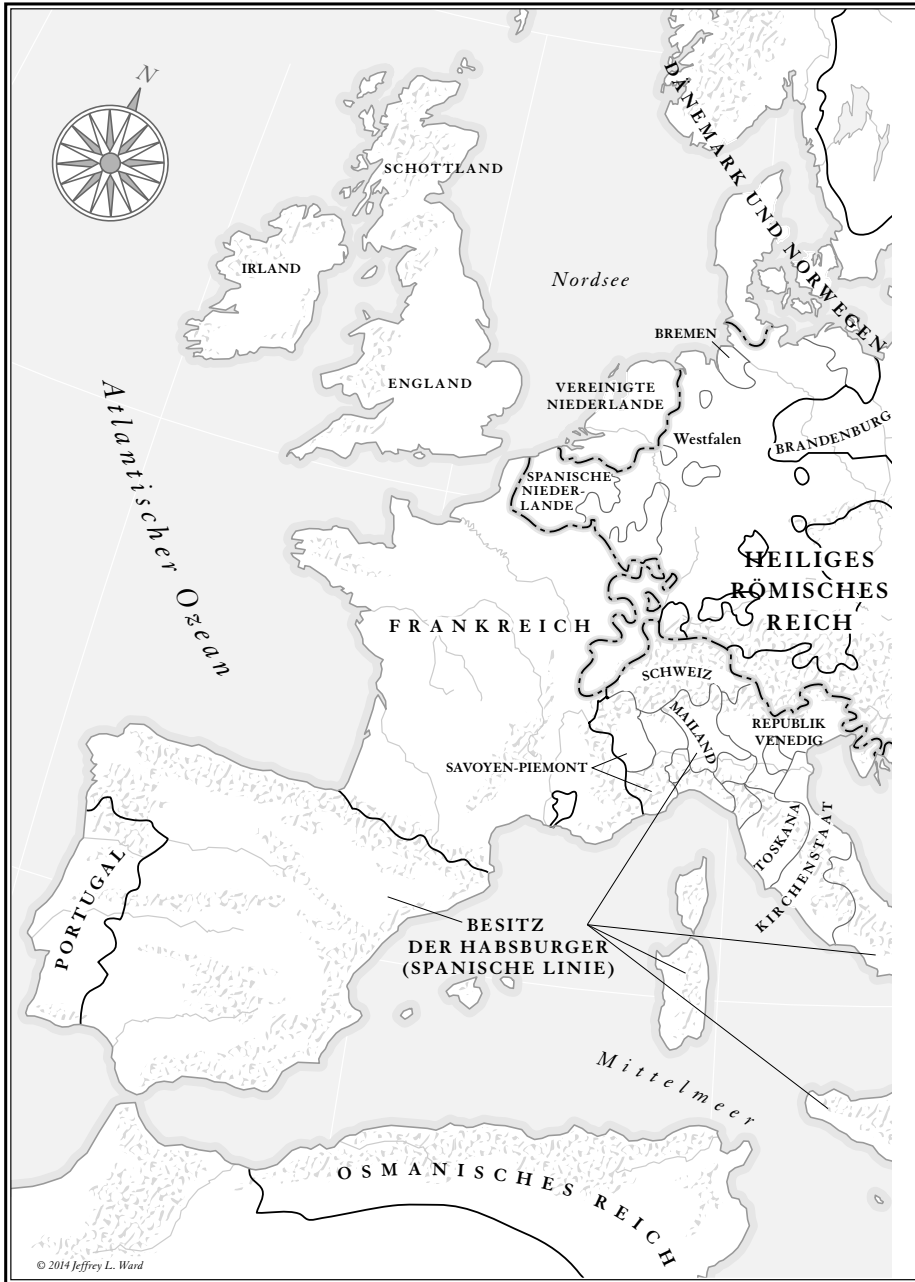 N
DÄNEMARK UND NORWEGEN
SCHOTTLAND
IRLAND
Nordsee
BREMEN
ENGLAND
VEREINIGTE
NIEDERLANDE
Atlantischer Ozean
Westfalen
BRANDENBURG
SPANISCHE
NIEDER-
LANDE
HEILIGES
RÖMISCHES
REICH
FRANKREICH
SCHWEIZ
MAILAND
REPUBLIK
VENEDIG
SAVOYEN-PIEMONT
TOSKANA
KIRCHENSTAAT
PORTUGAL
BESITZ
DER HABSBURGER
(SPANISCHE LINIE)
Mittelmeer
OSMANISCHES REICH
© 2014 Jeffrey L. Ward